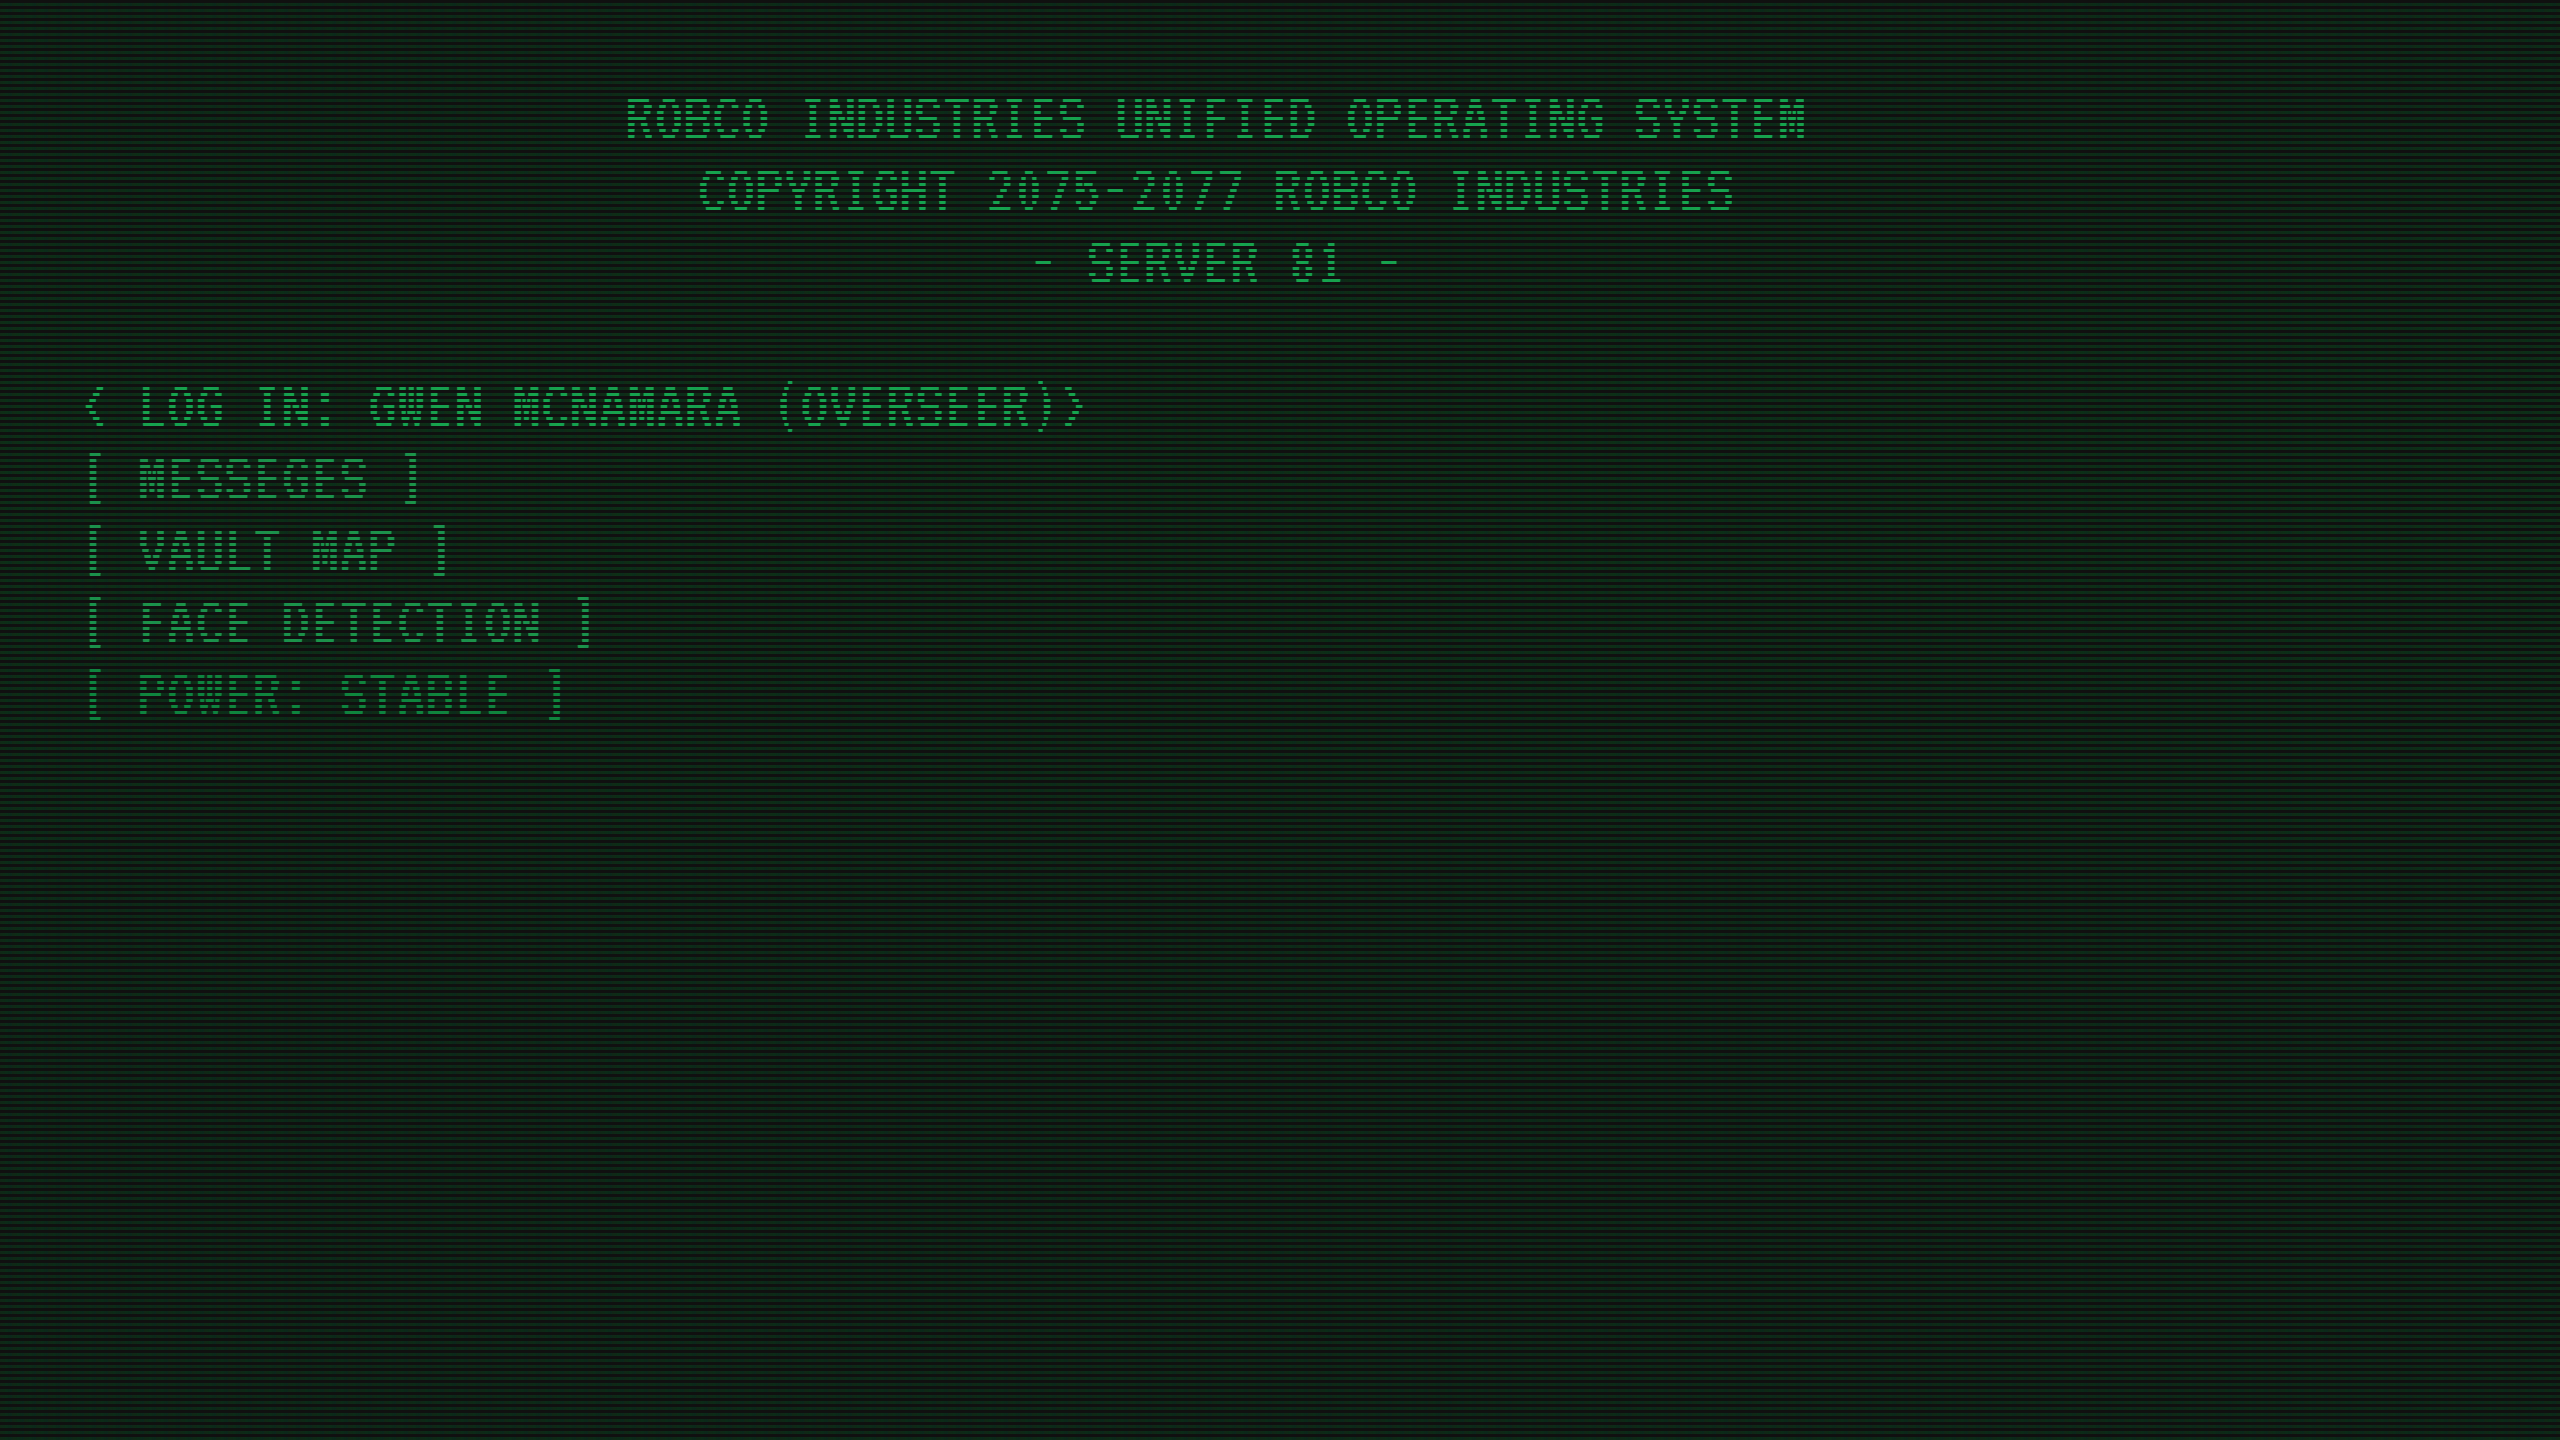 ROBCO INDUSTRIES UNIFIED OPERATING SYSTEM
COPYRIGHT 2075-2077 ROBCO INDUSTRIES
- SERVER 81 -
< LOG IN: GWEN MCNAMARA (OVERSEER)>
[ MESSEGES ]
[ VAULT MAP ]
[ FACE DETECTION ]
[ POWER: STABLE ]